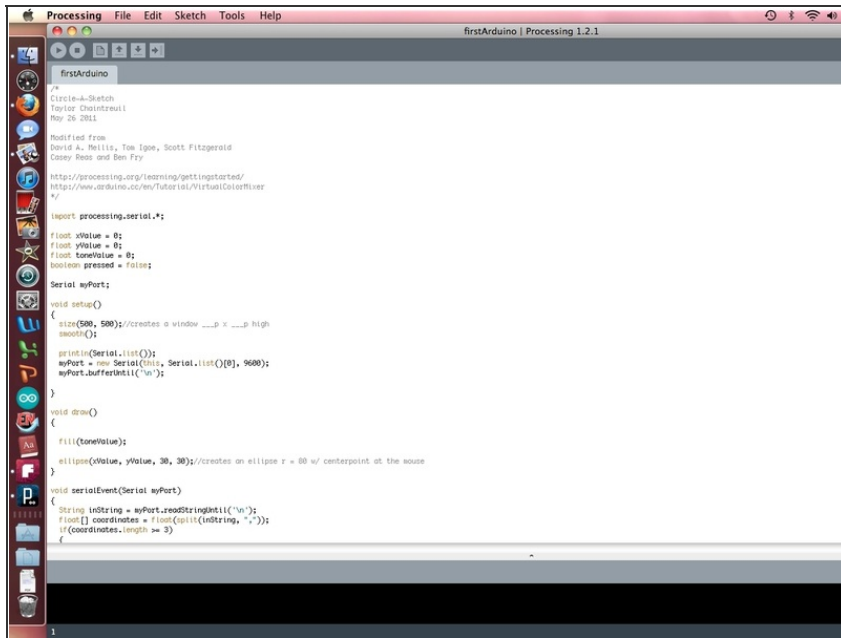 Processing File Edit Sketch Tools Help
firstArduino | Processing 1.2.1
firstArduino
/*
Circle-A-Sketch
Taylor Chaintreuil
May 26 2011
Modified from
David A. Mellis, Tom Igoe, Scott Fitzgerald
Casey Reas and Ben Fry
http://processing.org/learning/gettingstarted/
http://www.arduino.cc/en/Tutorial/VirtualColorMixer
*/
import processing.serial.*;
float xValue = 0;
float yValue = 0;
float toneValue = 0;
boolean pressed = false;
Serial myPort;
void setup()
{
size(500, 500);//creates a window ___p x ___p high
smooth();
println(Serial.list());
myPort = new Serial(this, Serial.list()[0], 9600);
myPort.bufferUntil('\n');
}
void draw()
{
fill(toneValue);
ellipse(xValue, yValue, 30, 30);//creates an ellipse r = 80 w/ centerpoint at the mouse
}
void serialEvent(Serial myPort)
{
String inString = myPort.readStringUntil('\n');
float[] coordinates = float(split(inString, ","));
if(coordinates.length >= 3)
{
Aa
1